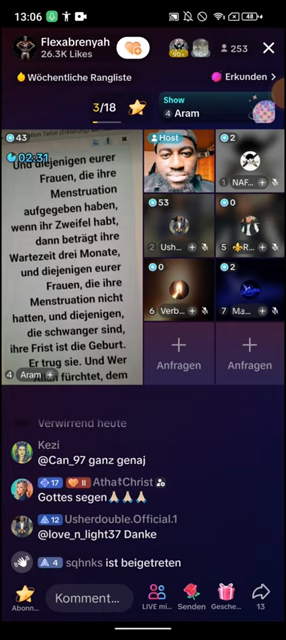 13:06
48
Flexabrenyah
26.3K Likes
253
Wöchentliche Rangliste
Erkunden >
3/18
Show
4 Aram
43
02:31
Und diejenigen eurer
Frauen, die ihre
Menstruation
aufgegeben haben,
wenn ihr Zweifel habt,
dann beträgt ihre
Wartezeit drei Monate,
und diejenigen eurer
Frauen, die ihre
Menstruation nicht
hatten, und diejenigen,
die schwanger sind,
ihre Frist ist die Geburt.
Er trug sie. Und Wer
fürchtet, dem
4 Aram +
Host
2
1 NAF... +
53
2 Ush... +
0
5 R... +
0
6 Verb... +
2
7 Ma... +
+
Anfragen
+
Anfragen
Verwirrend heute
Kezi
@Can_97 ganz genaj
17 II Atha†Christ
Gottes segen🙏🏻🙏🏻🙏🏻
12 Usherdouble.Official.1
@love_n_light37 Danke
4 sqhnks ist beigetreten
Abonn...
Komment...
LIVE mi...
Senden
Gesche...
13